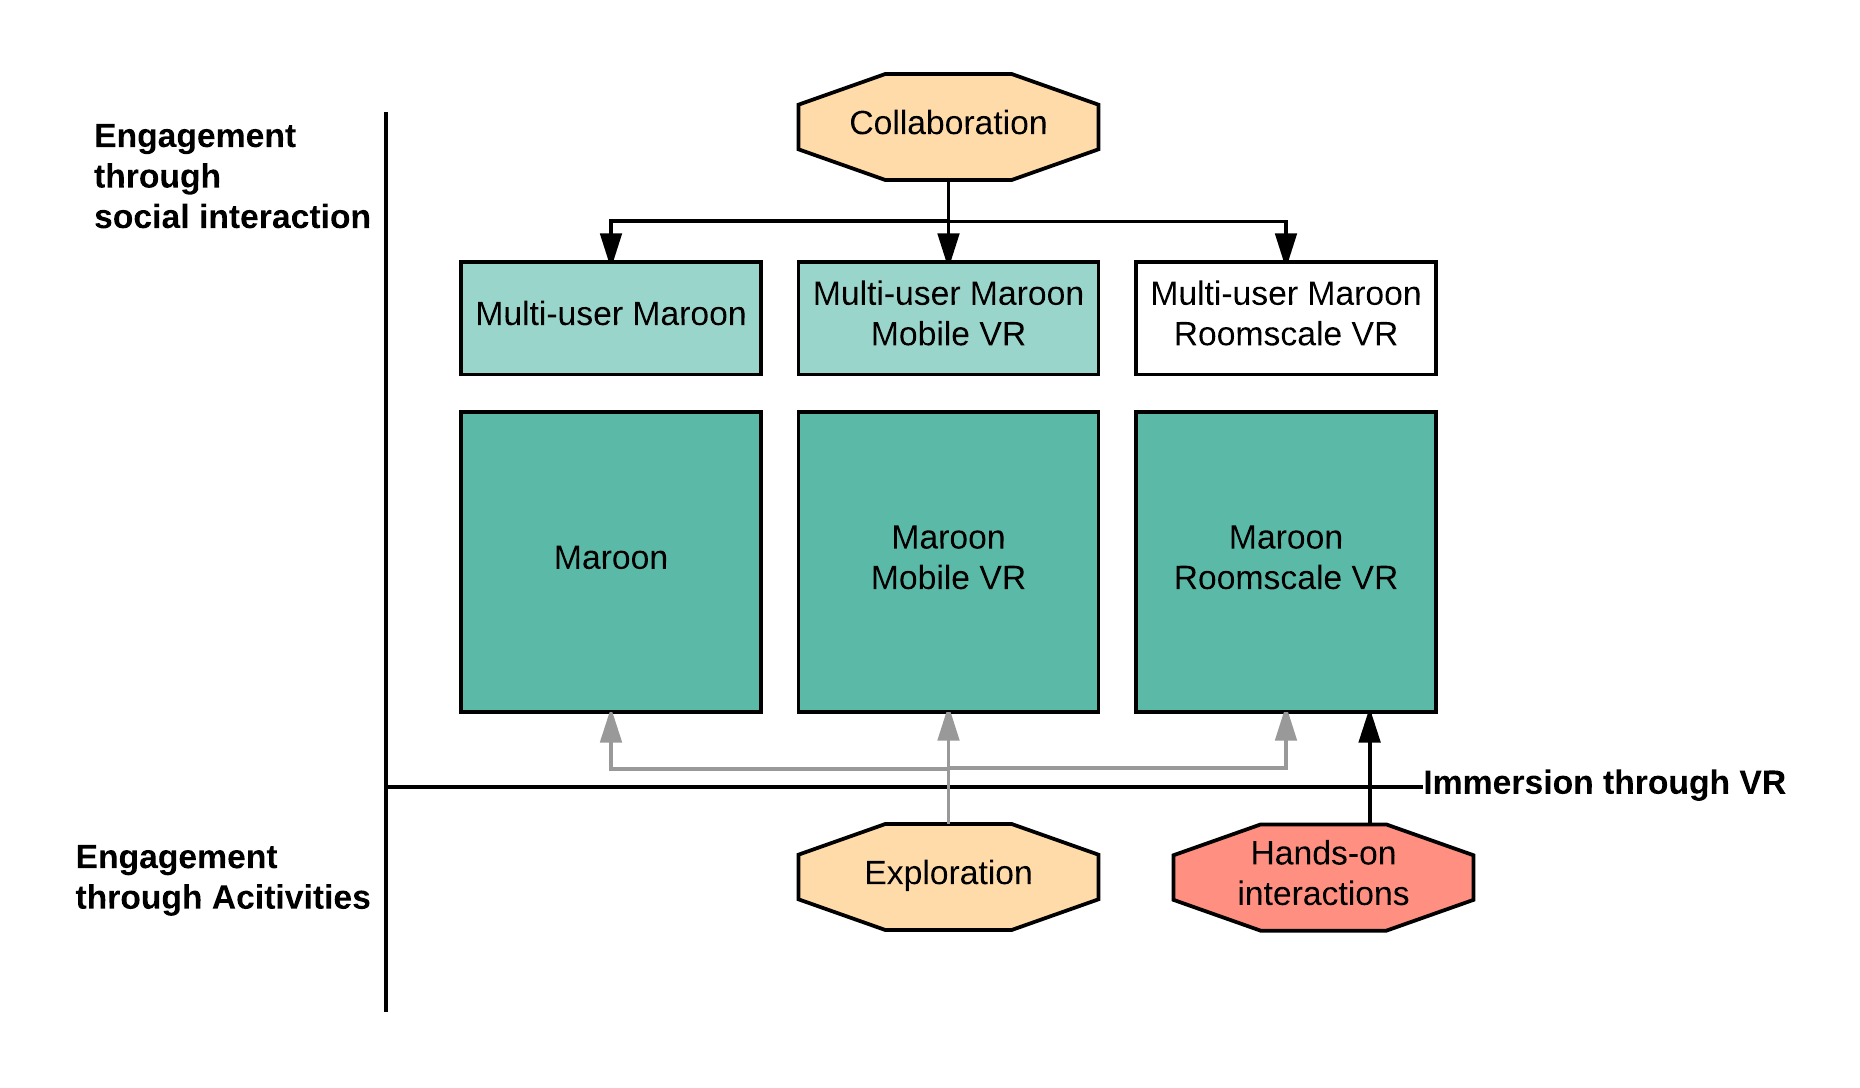 Collaboration
Engagement
through
social interaction
Multi-user Maroon
Multi-user Maroon
Mobile VR
Multi-user Maroon
Roomscale VR
Maroon
Maroon
Mobile VR
Maroon
Roomscale VR
Immersion through VR
Engagement
through Acitivities
Exploration
Hands-on
interactions